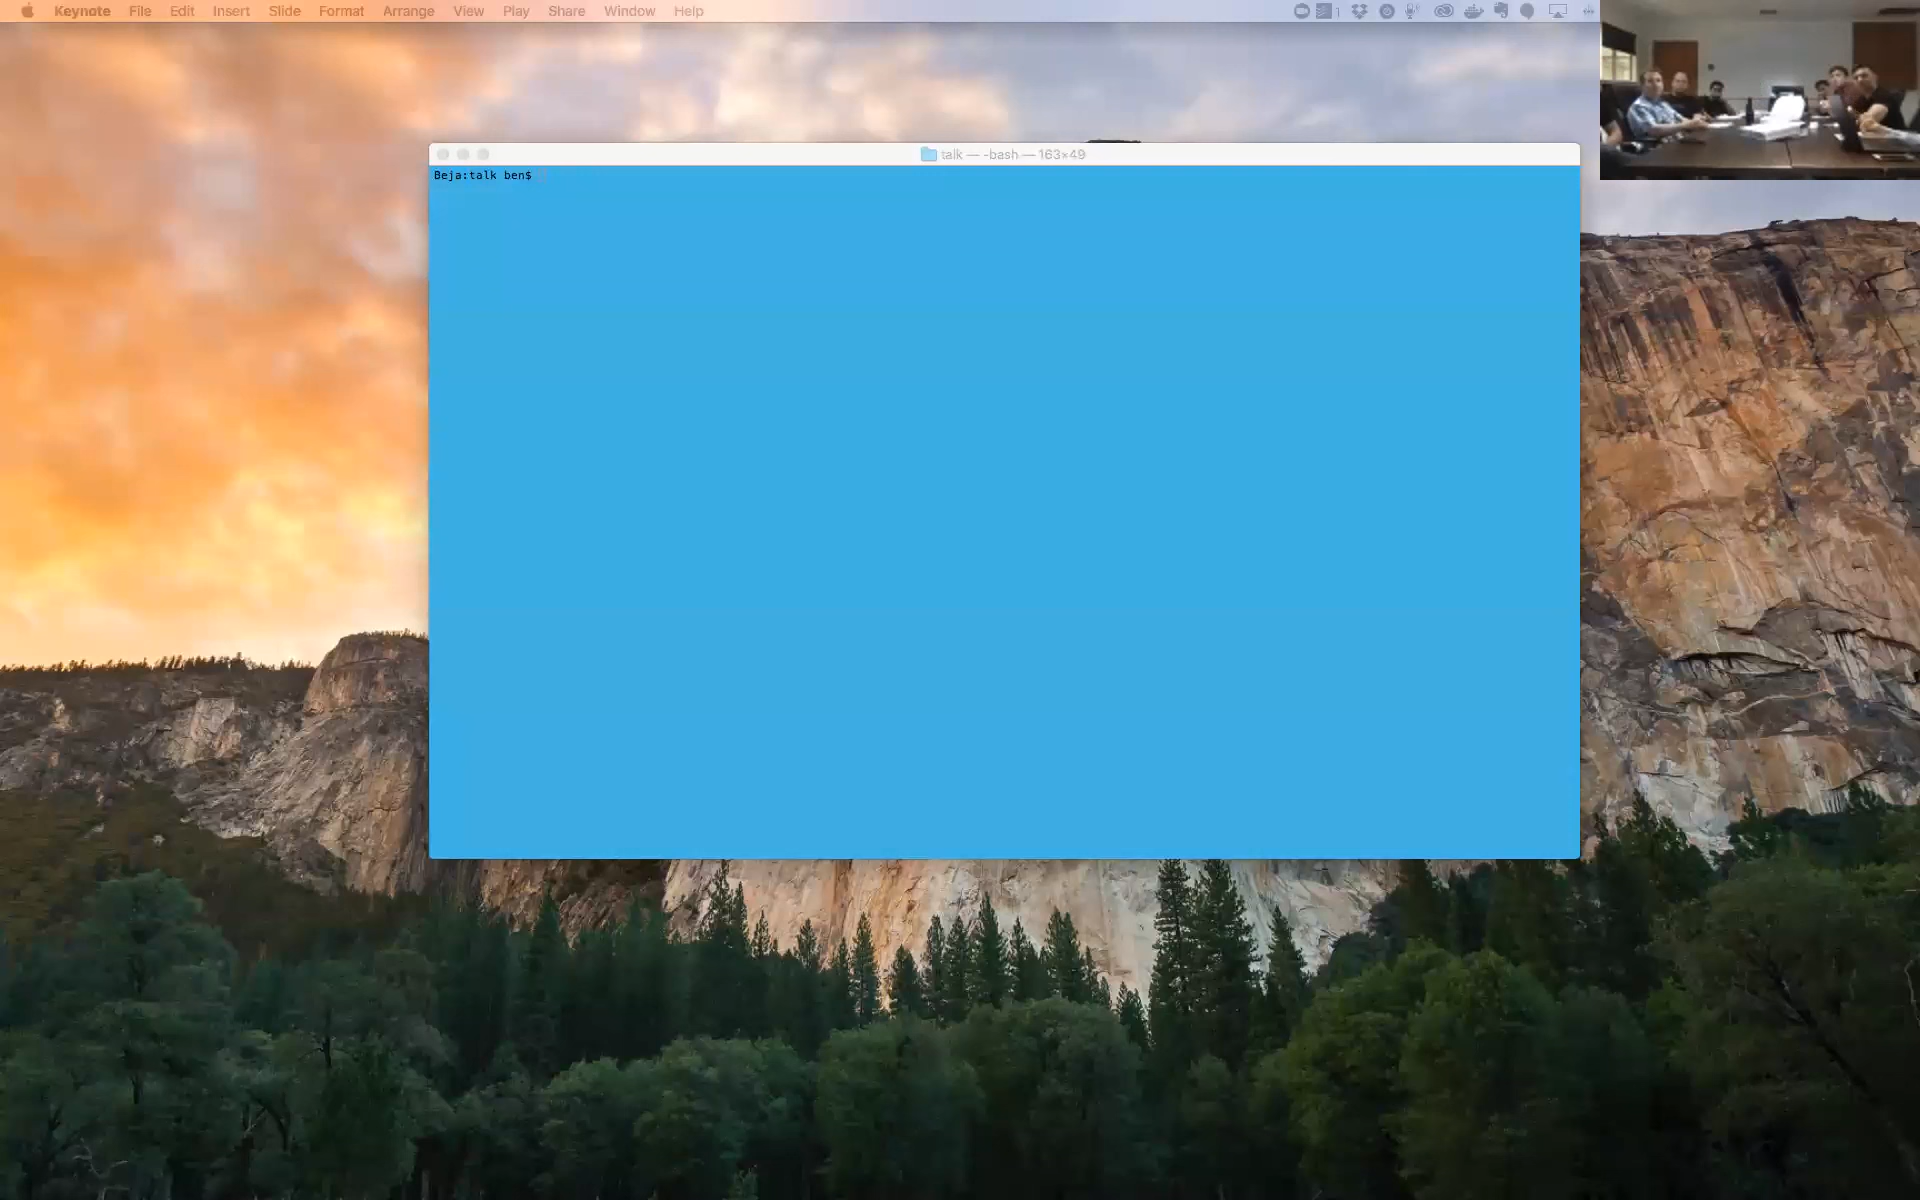 Keynote File Edit Insert Slide Format Arrange View Play Share Window Help 1
talk — -bash — 163×49
Beja:talk ben$